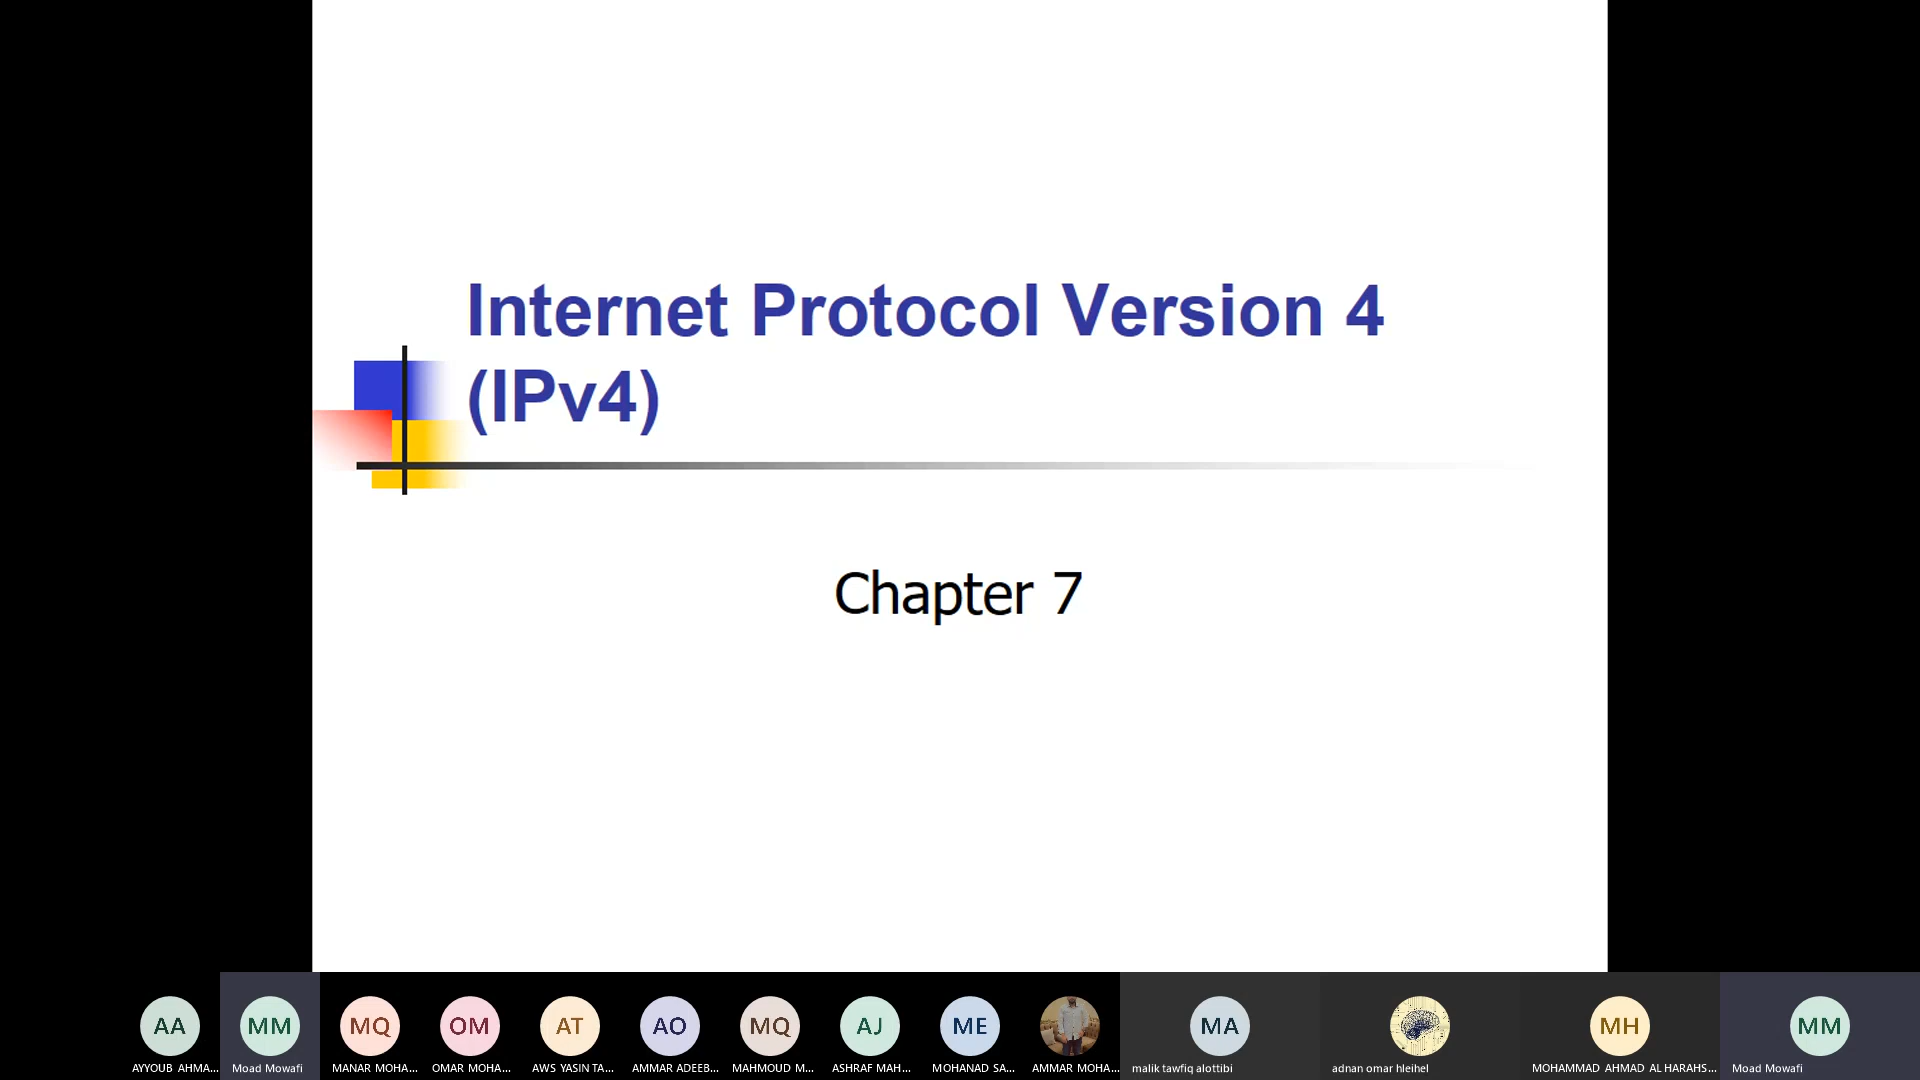 Internet Protocol Version 4
(IPv4)
Chapter 7
AA
MM
MQ
OM
AT
AO
MQ
AJ
ME
MA
MH
MM
AYYOUB AHMA...
Moad Mowafi
MANAR MOHA...
OMAR MOHA...
AWS YASIN TA...
AMMAR ADEEB...
MAHMOUD M...
ASHRAF MAH...
MOHANAD SA...
AMMAR MOHA...
malik tawfiq alottibi
adnan omar hleihel
MOHAMMAD AHMAD AL HARAHS...
Moad Mowafi